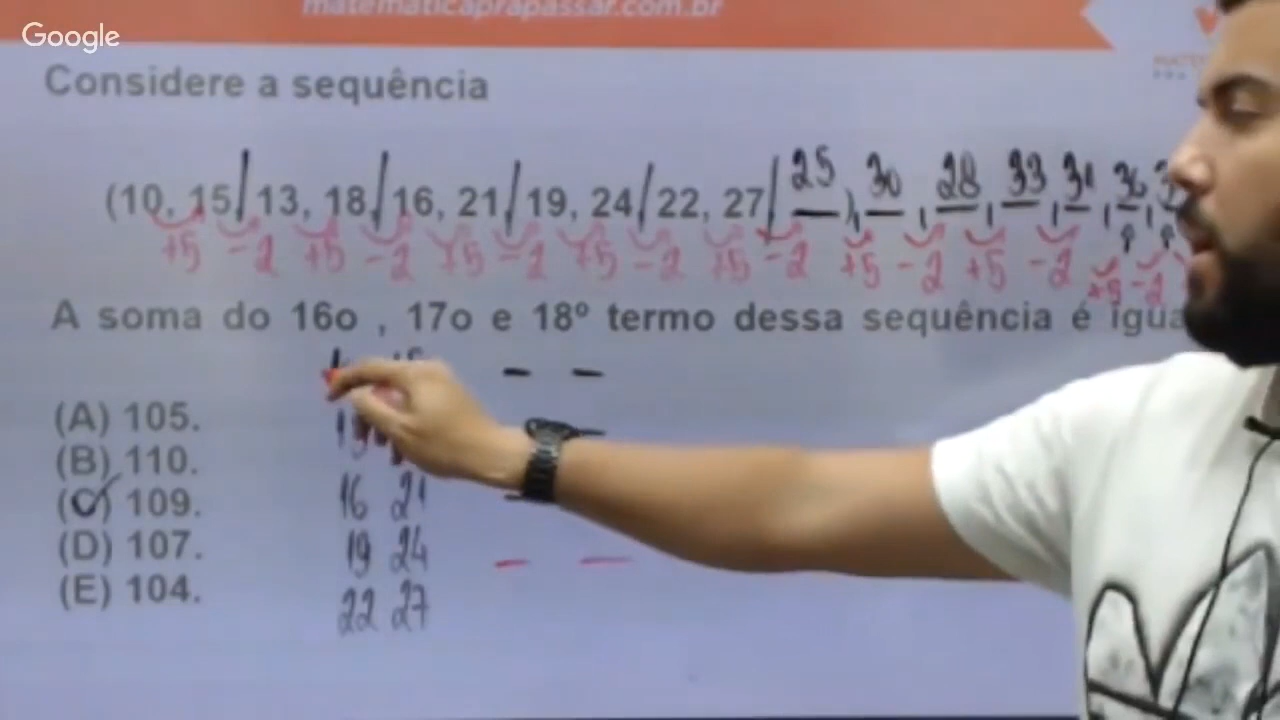 matematicaprapassar.com.br
Google
Considere a sequência
25 30 28 33 31 36
(10, 15, 13, 18, 16, 21, 19, 24, 22, 27,
+5 -2 +5 -2 +5 -2 +5 -2 +5 -2 +5 -2 +5 -2 +5 -2
A soma do 16o , 17o e 18º termo dessa sequência é
(A) 105.
(B) 110.
(C) 109.
16 21
(D) 107.
19 24
(E) 104.
22 27